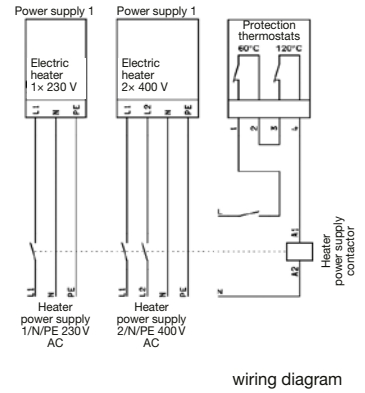 Power supply 1
Power supply 1
Protection
thermostats
60°C
120°C
Electric
heater
1× 230 V
Electric
heater
2× 400 V
L1
N
PE
L1
L2
N
PE
1
2
3
4
L
A1
A2
Heater
power supply
contactor
L1
N
PE
L1
L2
N
PE
N
Heater
power supply
1/N/PE 230 V
AC
Heater
power supply
2/N/PE 400 V
AC
wiring diagram